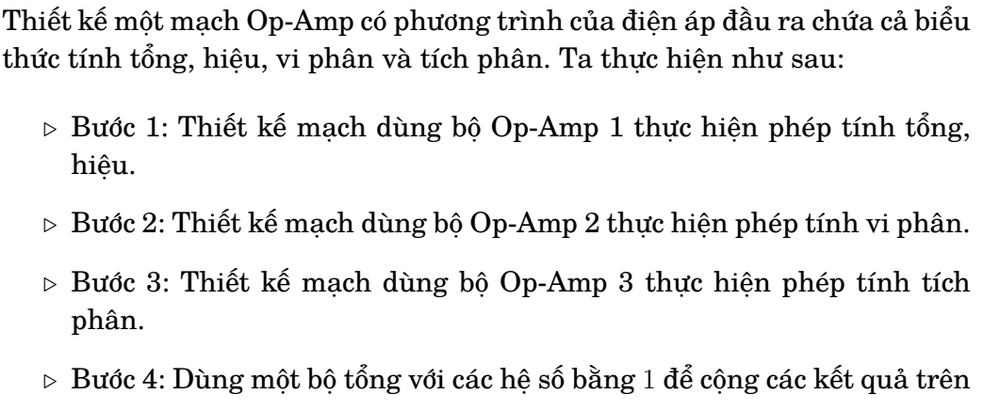 Thiết kế một mạch Op-Amp có phương trình của điện áp đầu ra chứa cả biểu
thức tính tổng, hiệu, vi phân và tích phân. Ta thực hiện như sau:
▷ Bước 1: Thiết kế mạch dùng bộ Op-Amp 1 thực hiện phép tính tổng,
hiệu.
▷ Bước 2: Thiết kế mạch dùng bộ Op-Amp 2 thực hiện phép tính vi phân.
▷ Bước 3: Thiết kế mạch dùng bộ Op-Amp 3 thực hiện phép tính tích
phân.
▷ Bước 4: Dùng một bộ tổng với các hệ số bằng 1 để cộng các kết quả trên